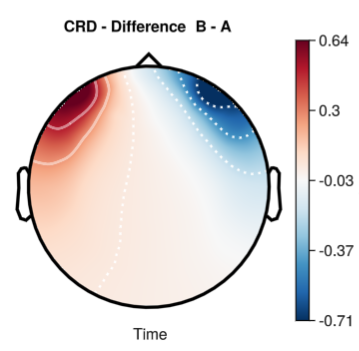 CRD - Difference B - A
0.64
0.3
-0.03
-0.37
-0.71
Time